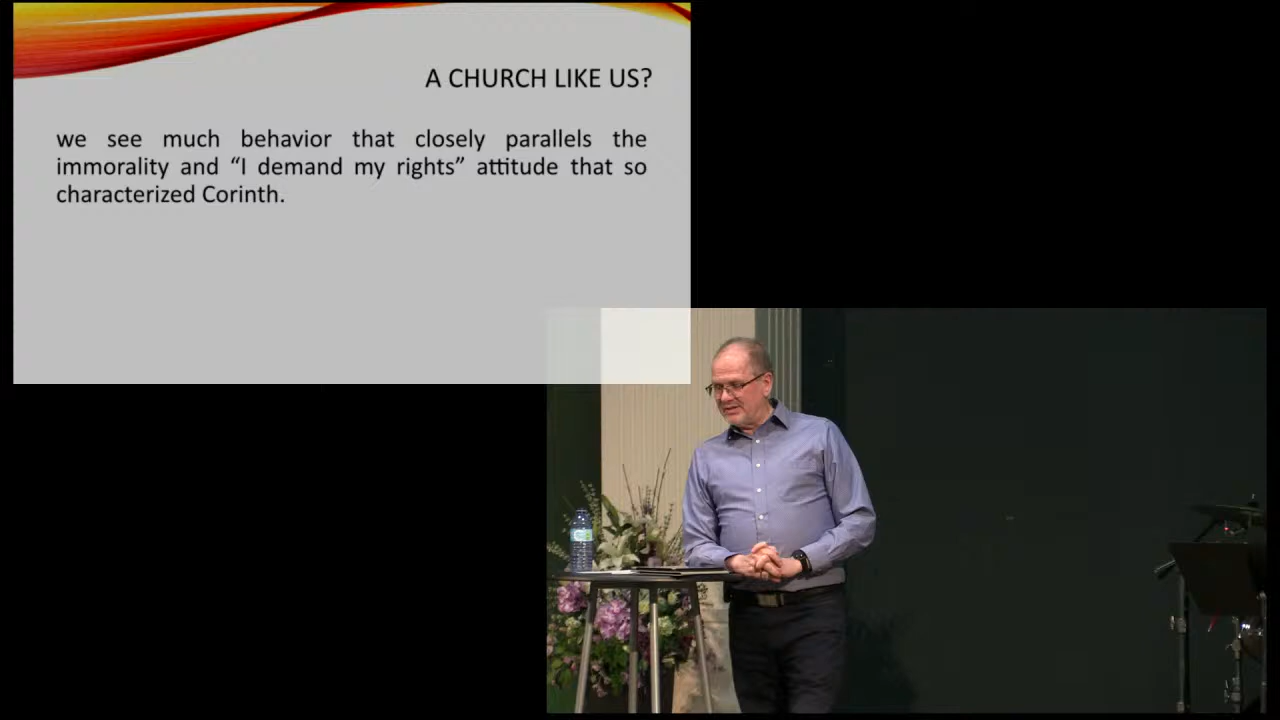 A CHURCH LIKE US?
we see much behavior that closely parallels the
immorality and “I demand my rights” attitude that so
characterized Corinth.